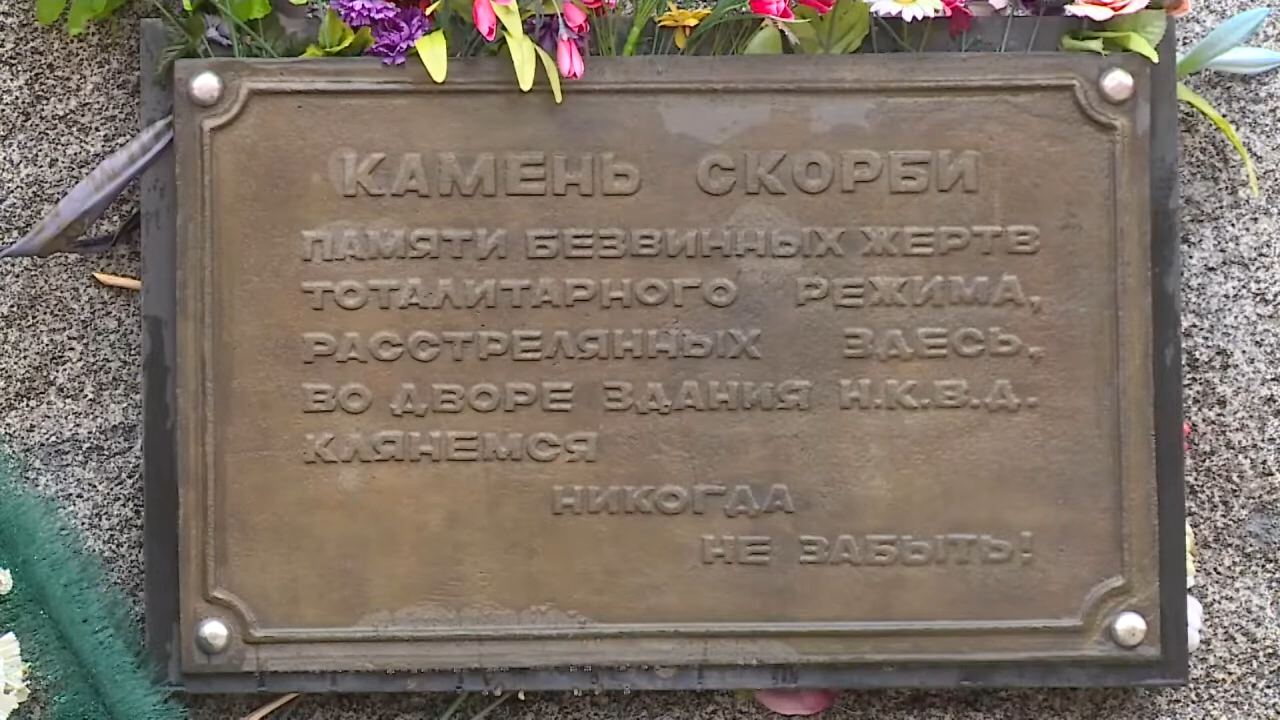 КАМЕНЬ СКОРБИ
ПАМЯТИ БЕЗВИННЫХ ЖЕРТВ
ТОТАЛИТАРНОГО РЕЖИМА,
РАССТРЕЛЯННЫХ ЗДЕСЬ,
ВО ДВОРЕ ЗДАНИЯ Н.К.В.Д.
КЛЯНЕМСЯ
НИКОГДА
НЕ ЗАБЫТЬ!